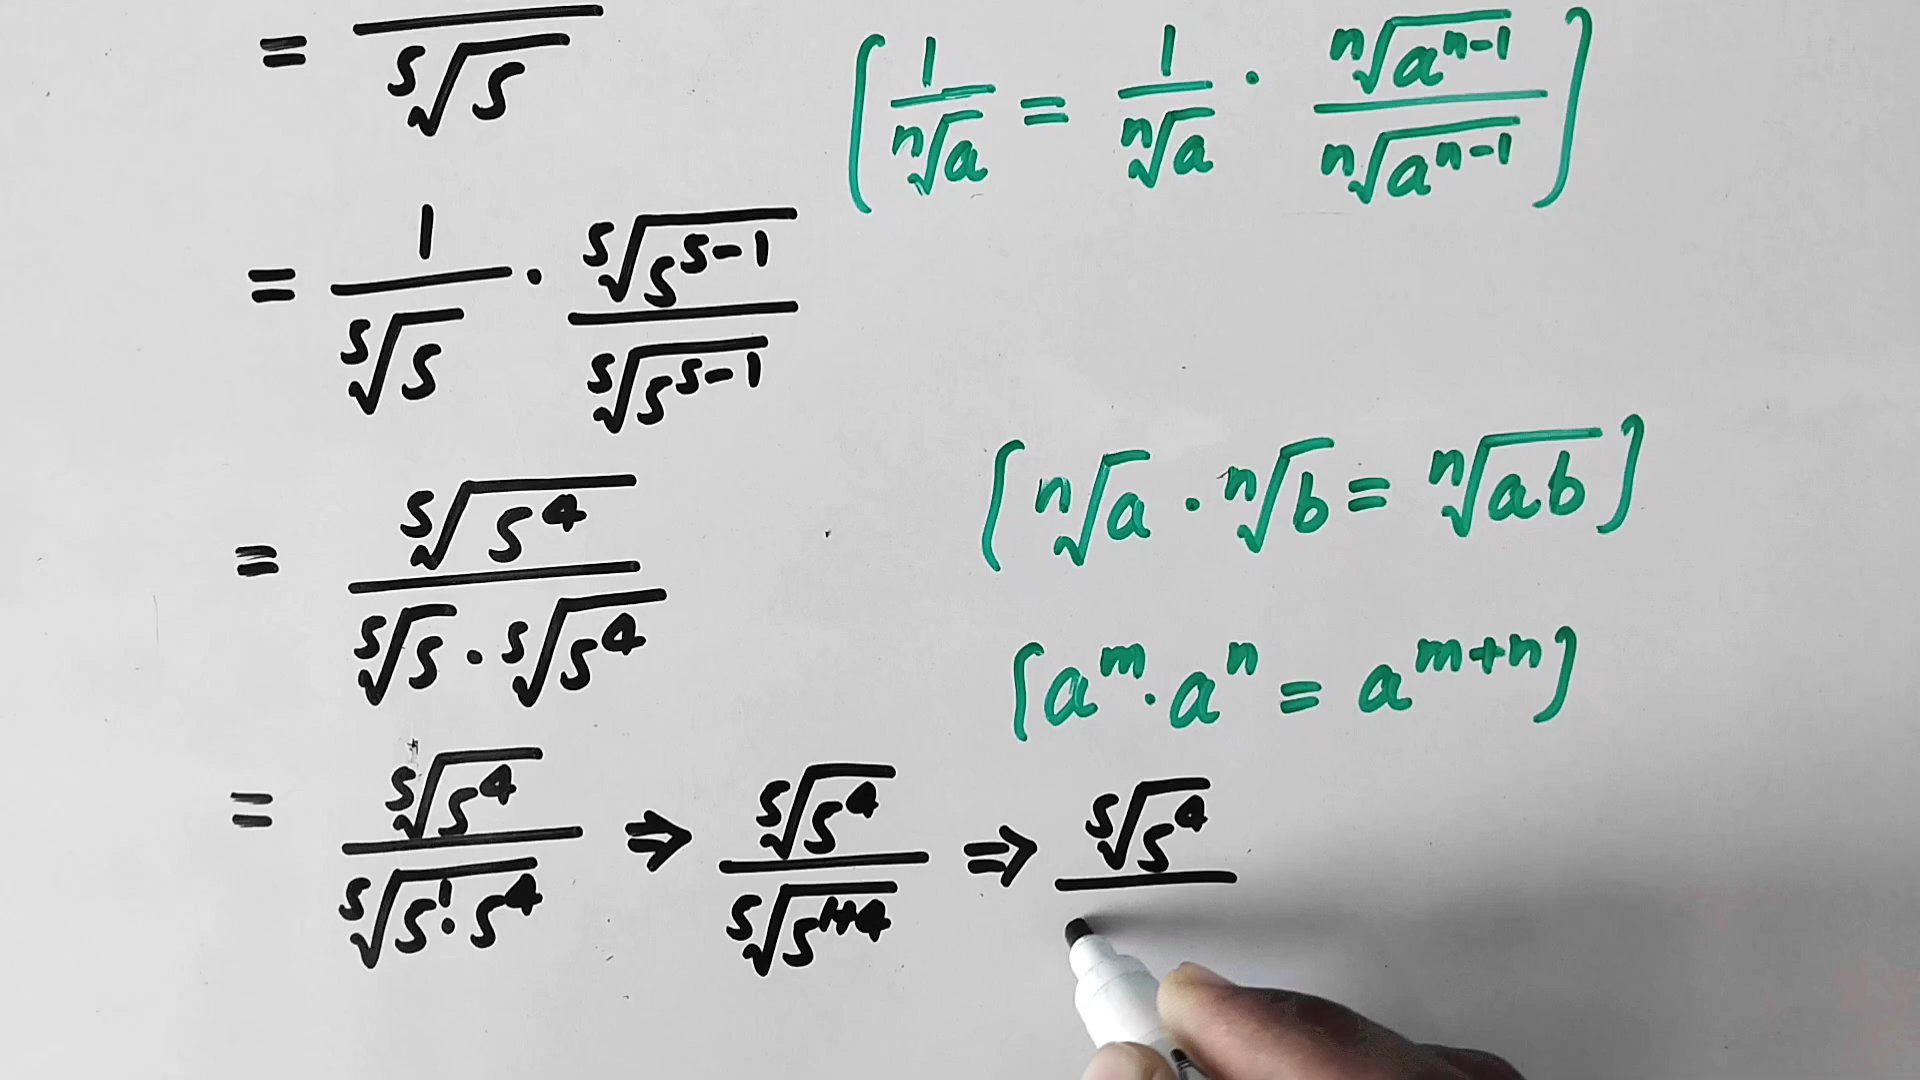 = ⁵√5
[1/ⁿ√a = 1/ⁿ√a · ⁿ√aⁿ⁻¹/ⁿ√aⁿ⁻¹]
= 1/⁵√5 · ⁵√5⁵⁻¹/⁵√5⁵⁻¹
[ⁿ√a · ⁿ√b = ⁿ√ab]
= ⁵√5⁴/(⁵√5 · ⁵√5⁴)
[aᵐ · aⁿ = aᵐ⁺ⁿ]
= ⁵√5⁴/⁵√(5¹ · 5⁴) ⇒ ⁵√5⁴/⁵√5¹⁺⁴ ⇒ ⁵√5⁴/